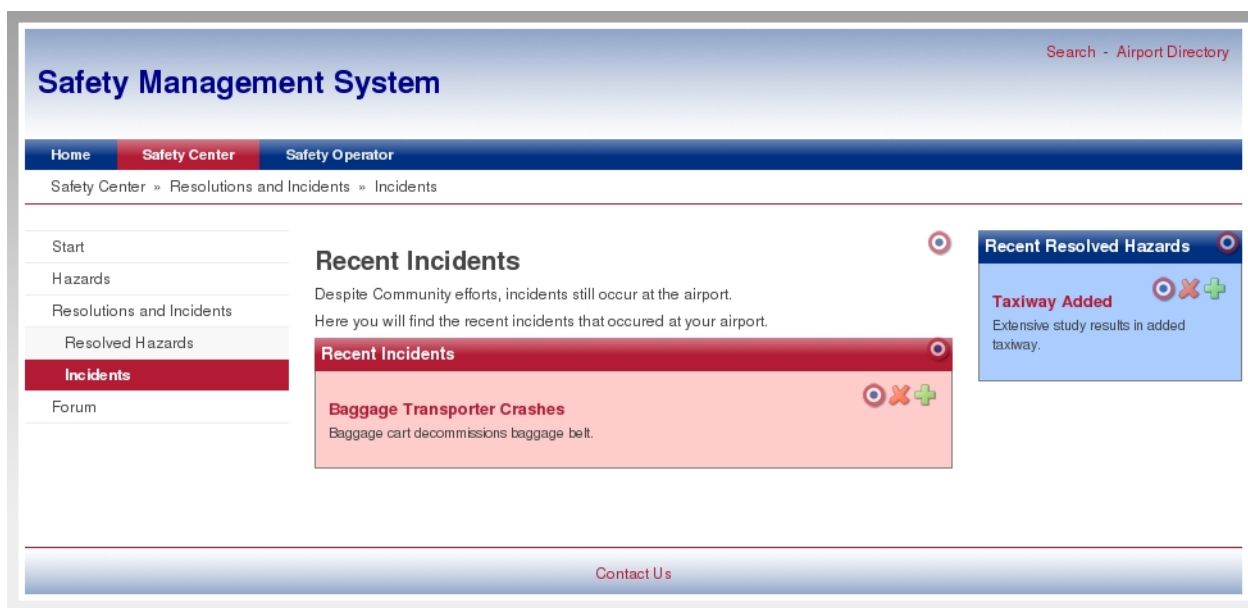 Search - Airport Directory
Safety Management System
Home Safety Center Safety Operator
Safety Center » Resolutions and Incidents » Incidents
Start
Hazards
Resolutions and Incidents
Resolved Hazards
Incidents
Forum
Recent Incidents
Despite Community efforts, incidents still occur at the airport.
Here you will find the recent incidents that occured at your airport.
Recent Incidents
Baggage Transporter Crashes
Baggage cart decommissions baggage belt.
Recent Resolved Hazards
Taxiway Added
Extensive study results in added
taxiway.
Contact Us